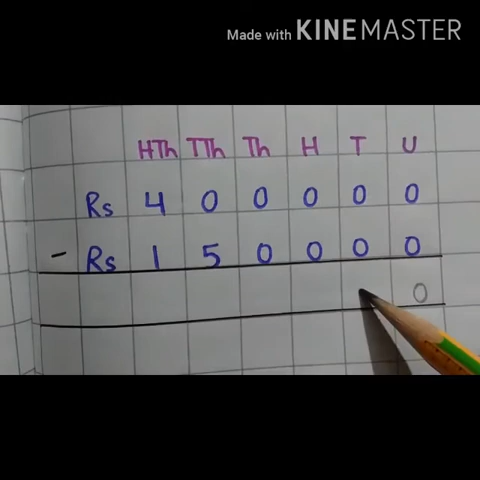 Made with KINEMASTER
HTh TTh Th H T U
Rs 4 0 0 0 0 0
- Rs 1 5 0 0 0 0
0